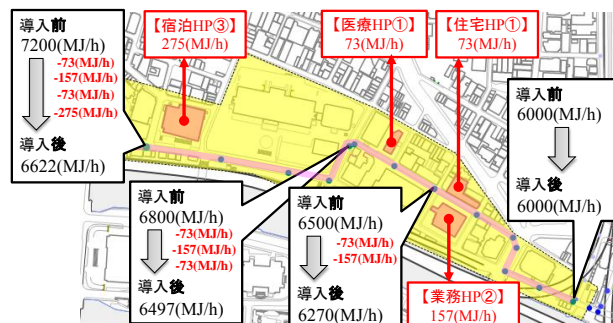 導入前
7200(MJ/h)
-73(MJ/h)
-157(MJ/h)
-73(MJ/h)
-275(MJ/h)
導入後
6622(MJ/h)
【宿泊HP③】
275(MJ/h)
【医療HP①】
73(MJ/h)
【住宅HP①】
73(MJ/h)
導入前
6000(MJ/h)
導入後
6000(MJ/h)
導入前
6800(MJ/h)
-73(MJ/h)
-157(MJ/h)
-73(MJ/h)
導入後
6497(MJ/h)
導入前
6500(MJ/h)
-73(MJ/h)
-157(MJ/h)
導入後
6270(MJ/h)
【業務HP②】
157(MJ/h)